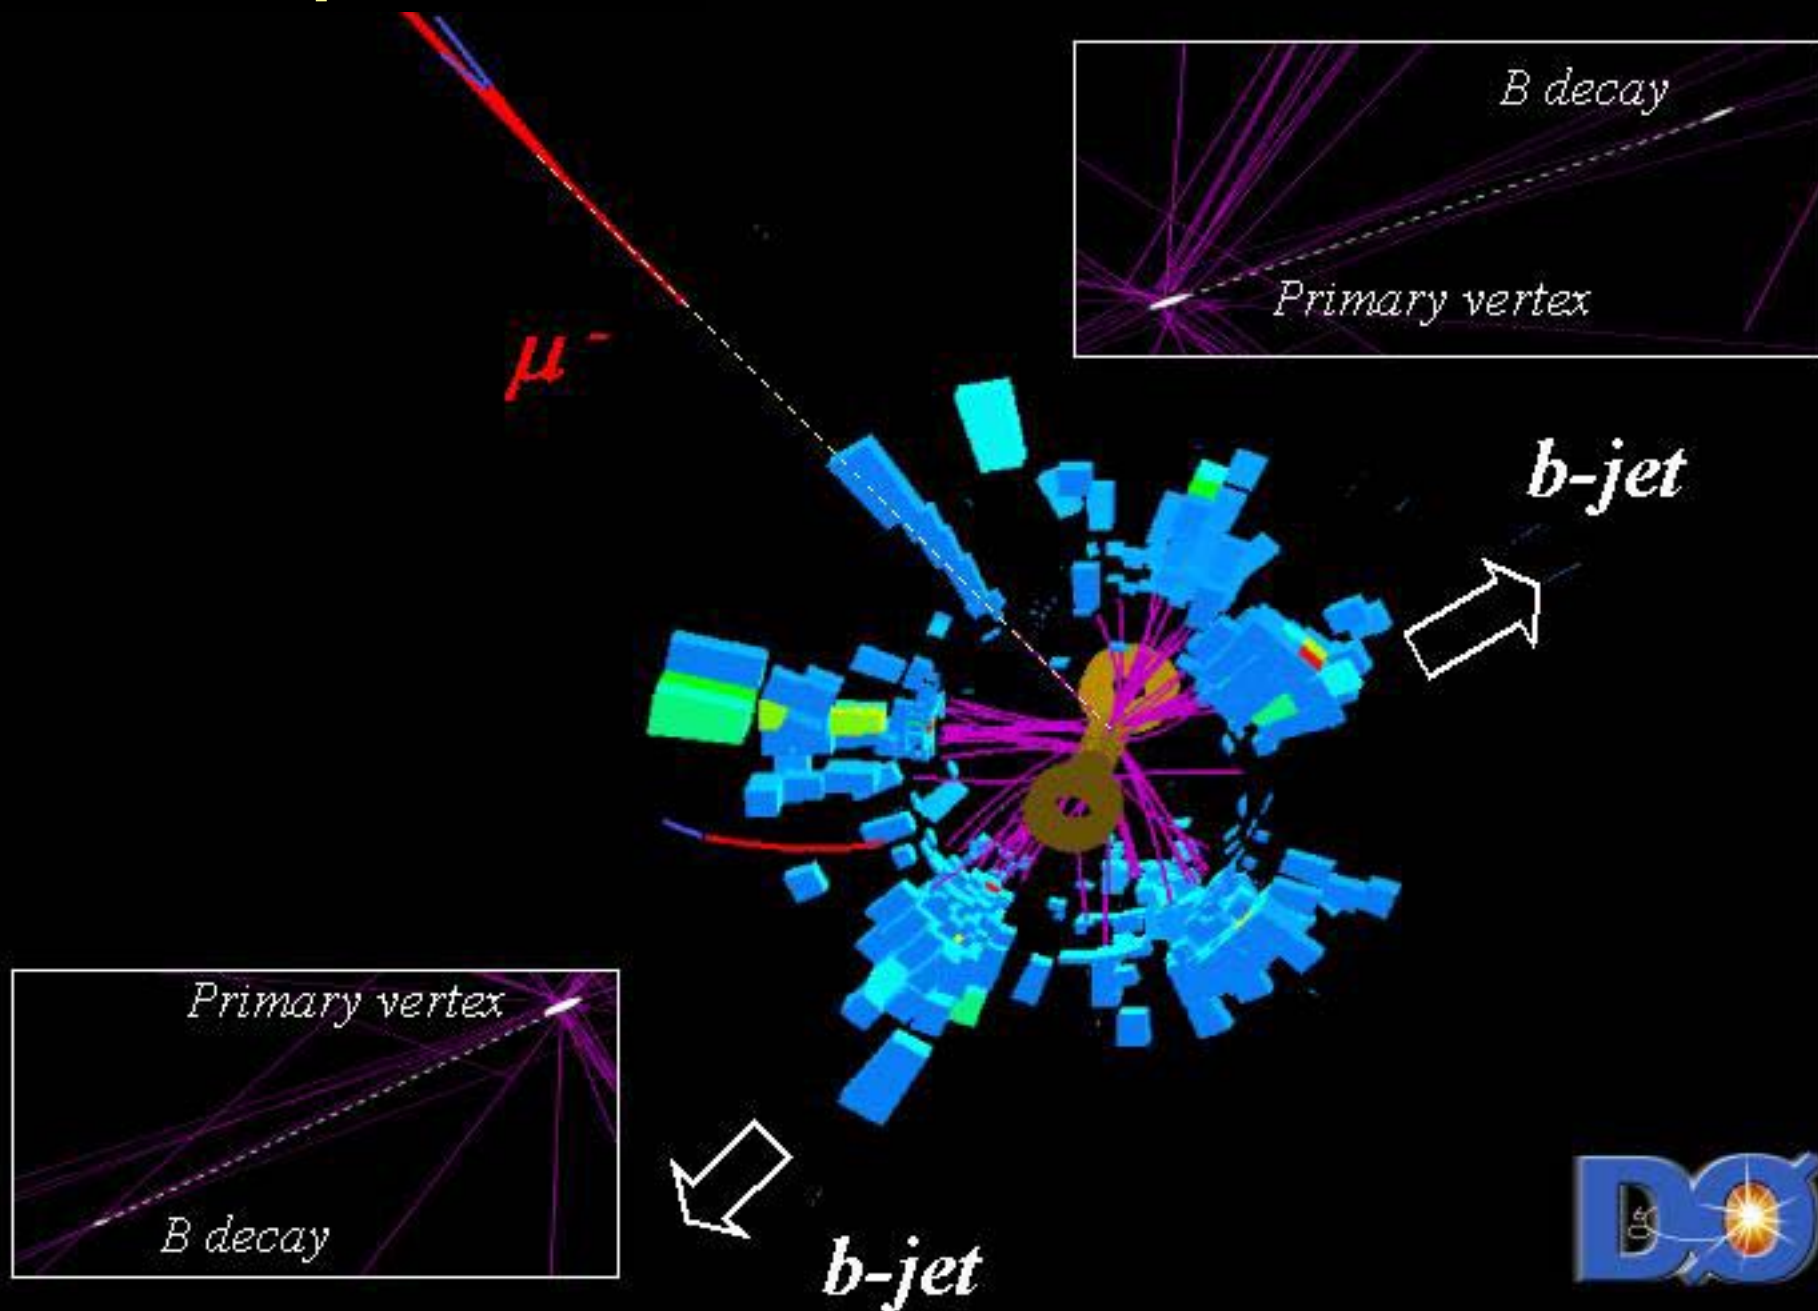 B decay
Primary vertex
μ⁻
b-jet
Primary vertex
B decay
b-jet
DØ